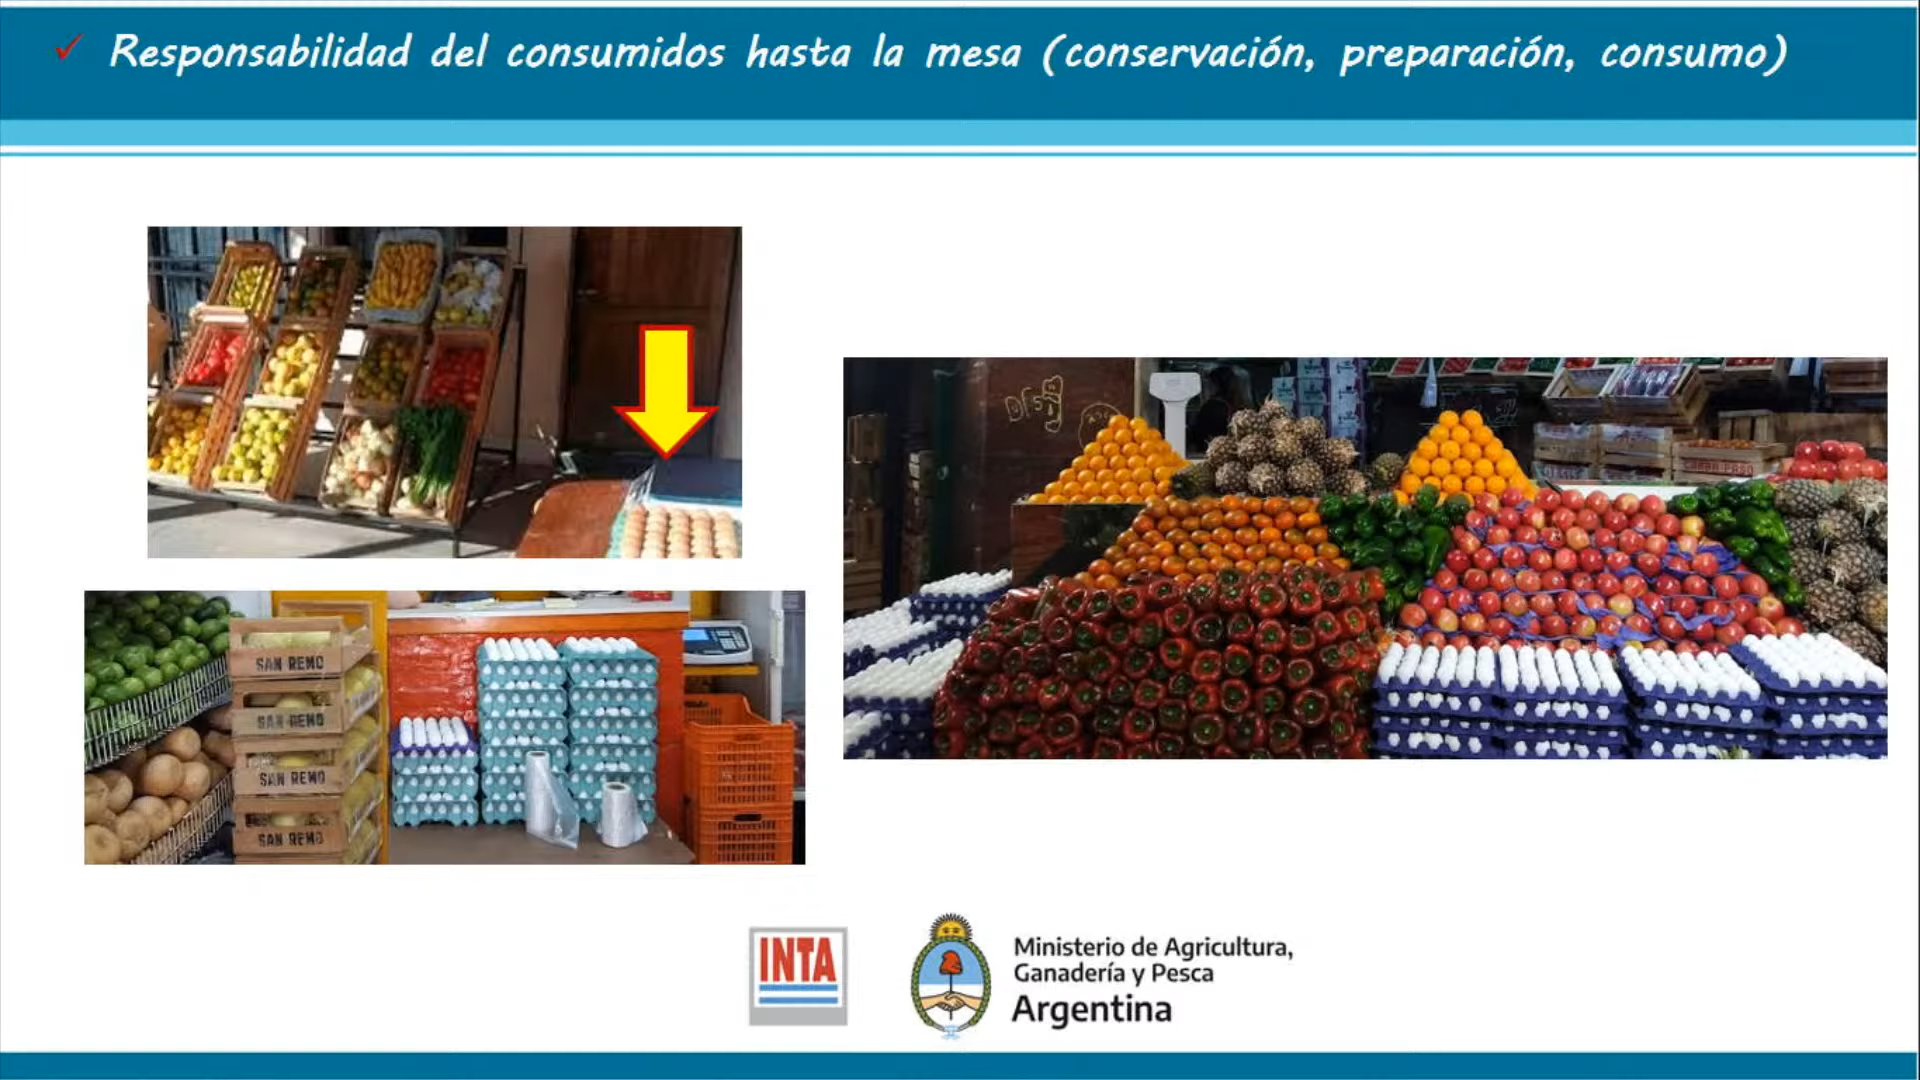 ✓ Responsabilidad del consumidos hasta la mesa (conservación, preparación, consumo)
SAN REMO
SAN REMO
SAN REMO
SAN REMO
INTA
Ministerio de Agricultura,
Ganadería y Pesca
Argentina